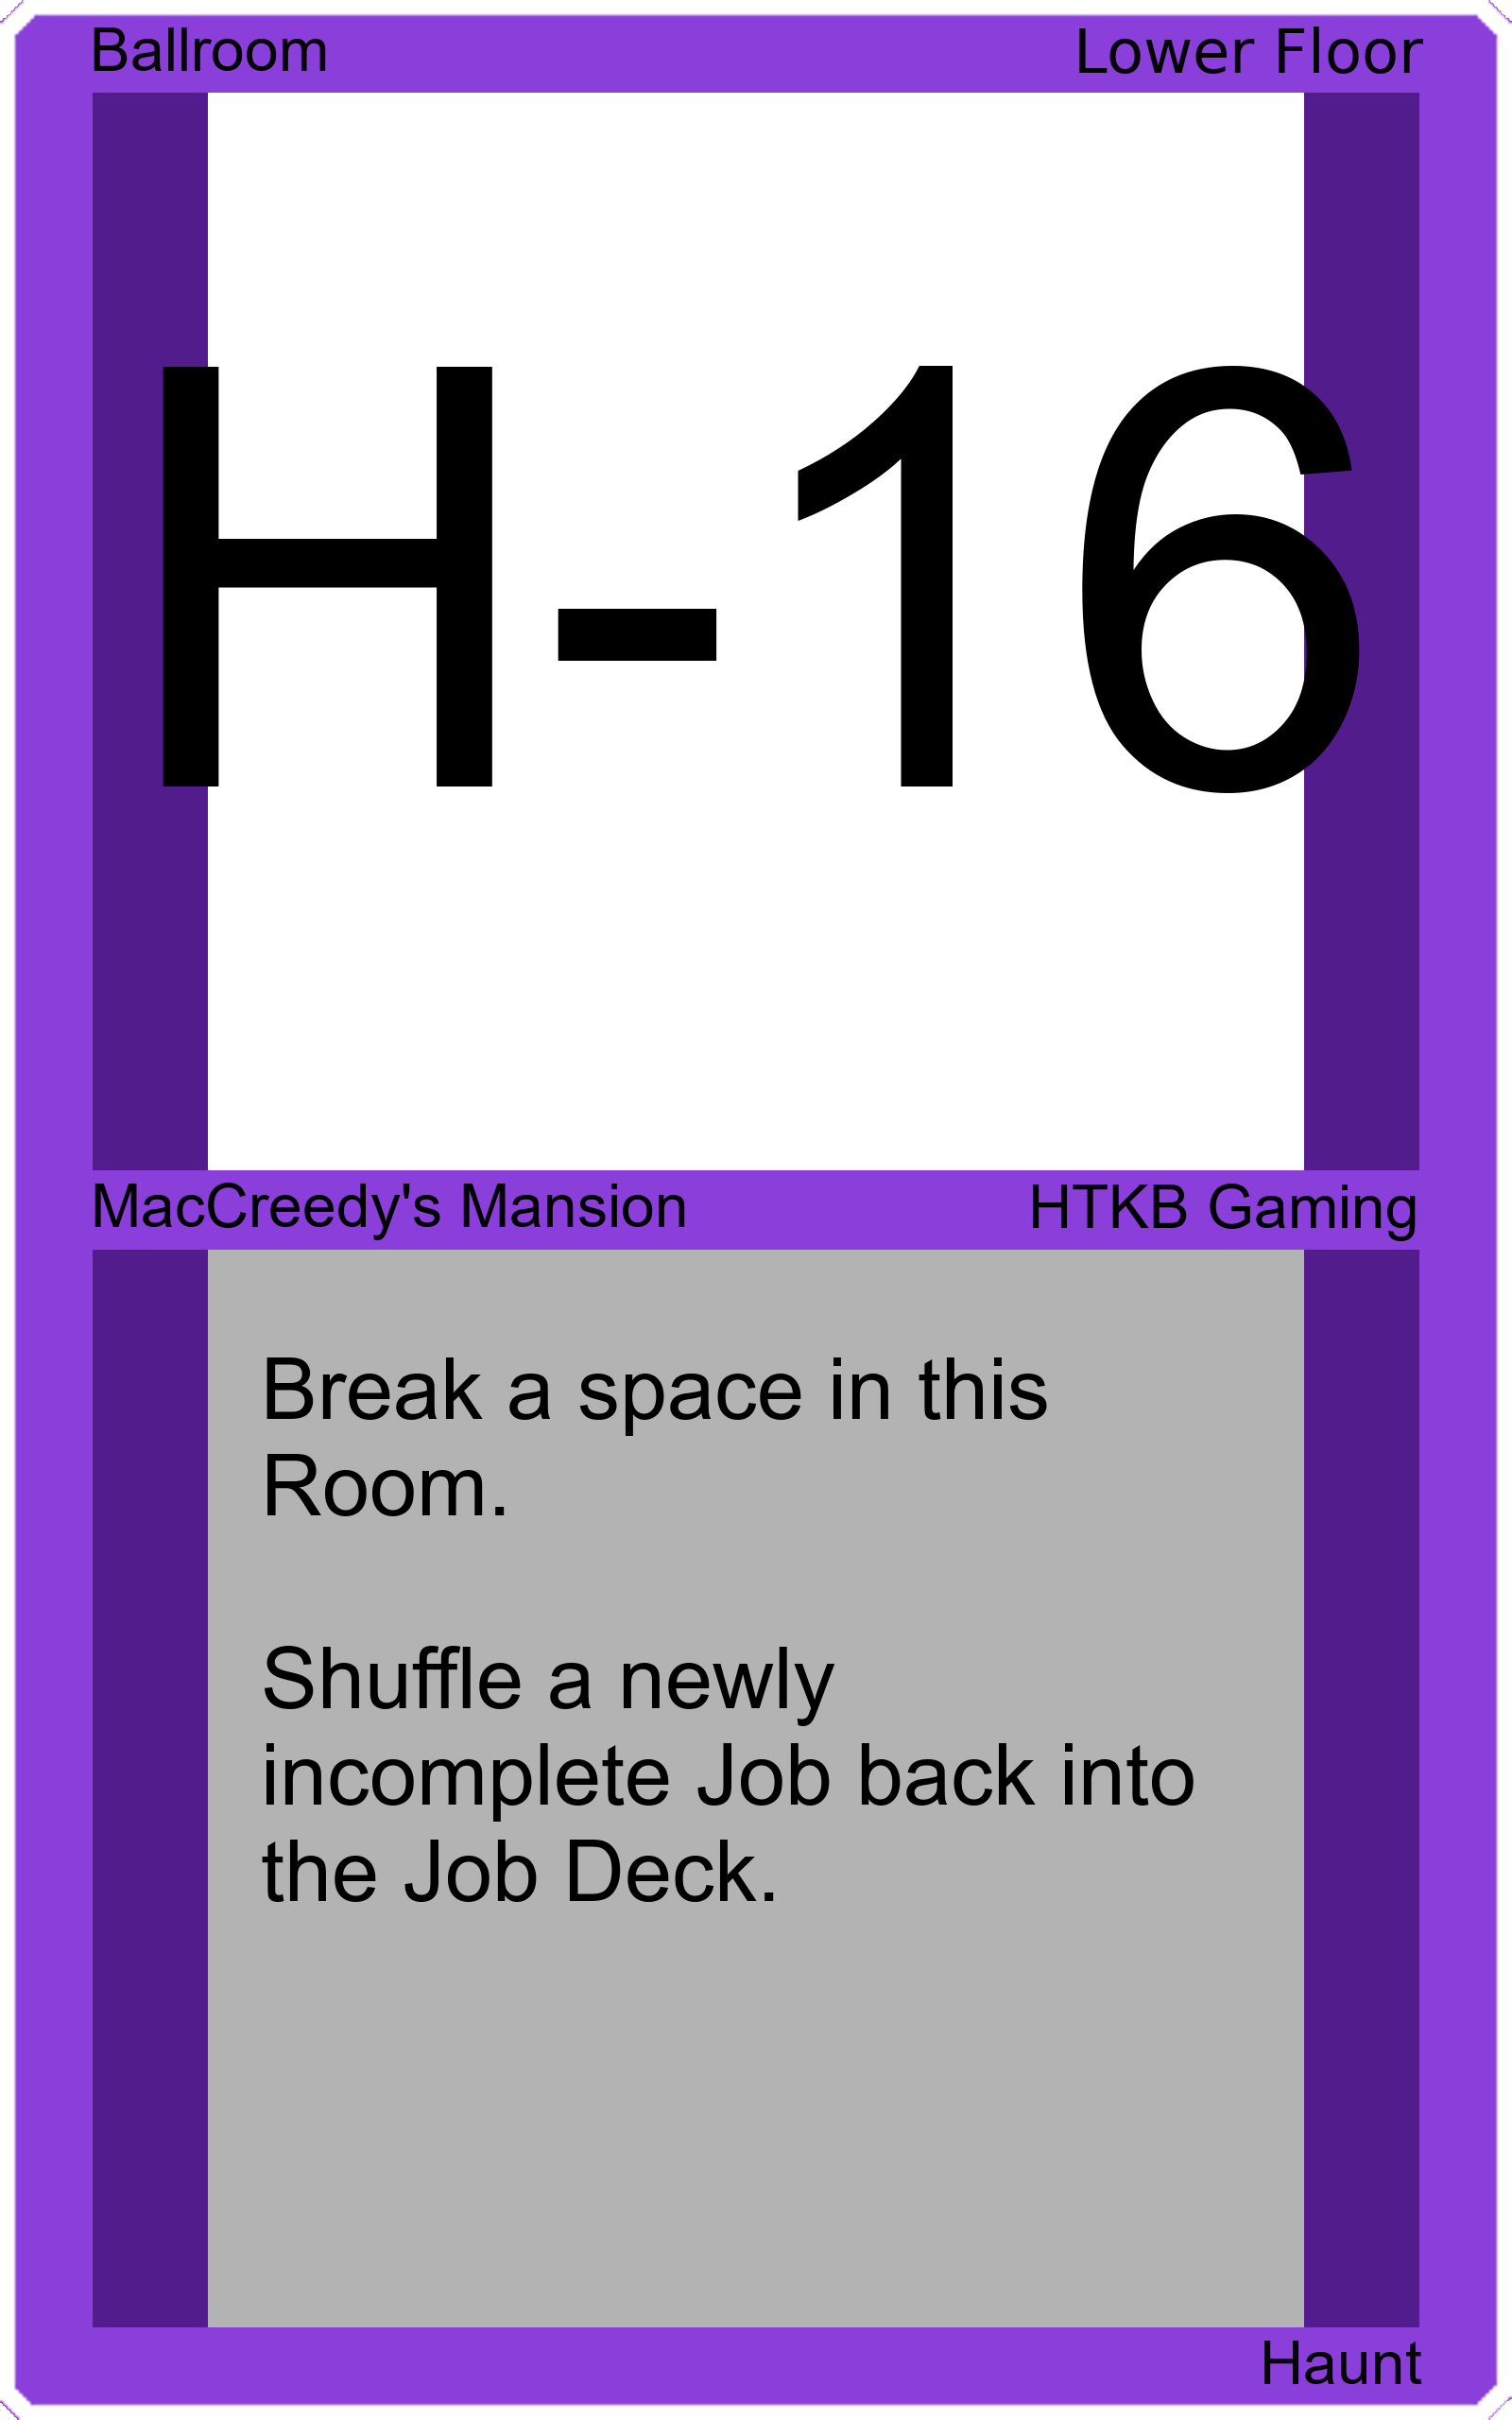 Ballroom
Lower Floor
H-16
MacCreedy's Mansion
HTKB Gaming
Break a space in this
Room.
Shuffle a newly
incomplete Job back into
the Job Deck.
Haunt